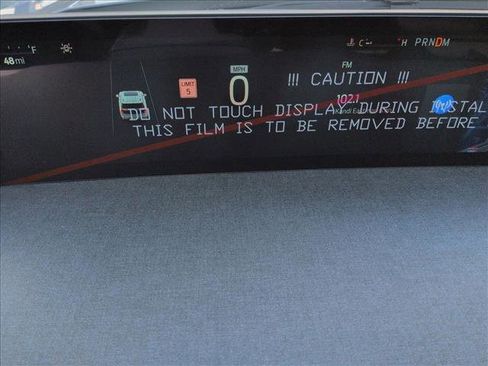 °F
48 mi
C H PRNDM
MPH
FM
LIMIT
5
0
!!! CAUTION !!!
102.1
DO NOT TOUCH DISPLAY DURING INSTAL
THIS FILM IS TO BE REMOVED BEFORE